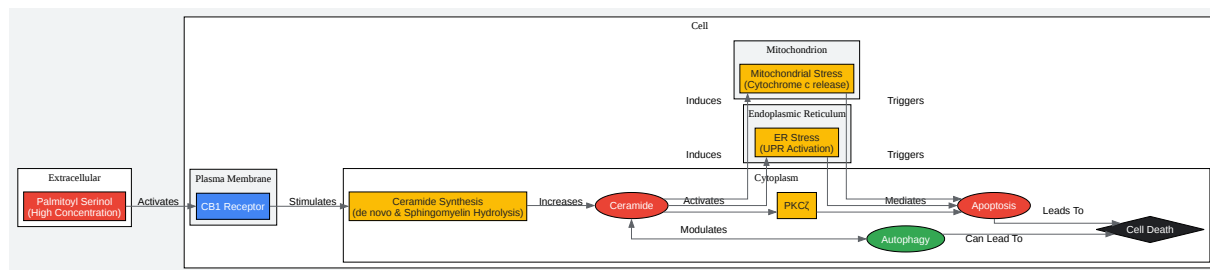 Cell
Mitochondrion
Mitochondrial Stress
(Cytochrome c release)
Induces
Triggers
Endoplasmic Reticulum
ER Stress
(UPR Activation)
Induces
Triggers
Extracellular
Palmitoyl Serinol
(High Concentration)
Activates
Plasma Membrane
CB1 Receptor
Stimulates
Cytoplasm
Ceramide Synthesis
(de novo & Sphingomyelin Hydrolysis)
Increases
Ceramide
Activates
PKCζ
Mediates
Apoptosis
Leads To
Cell Death
Modulates
Autophagy
Can Lead To